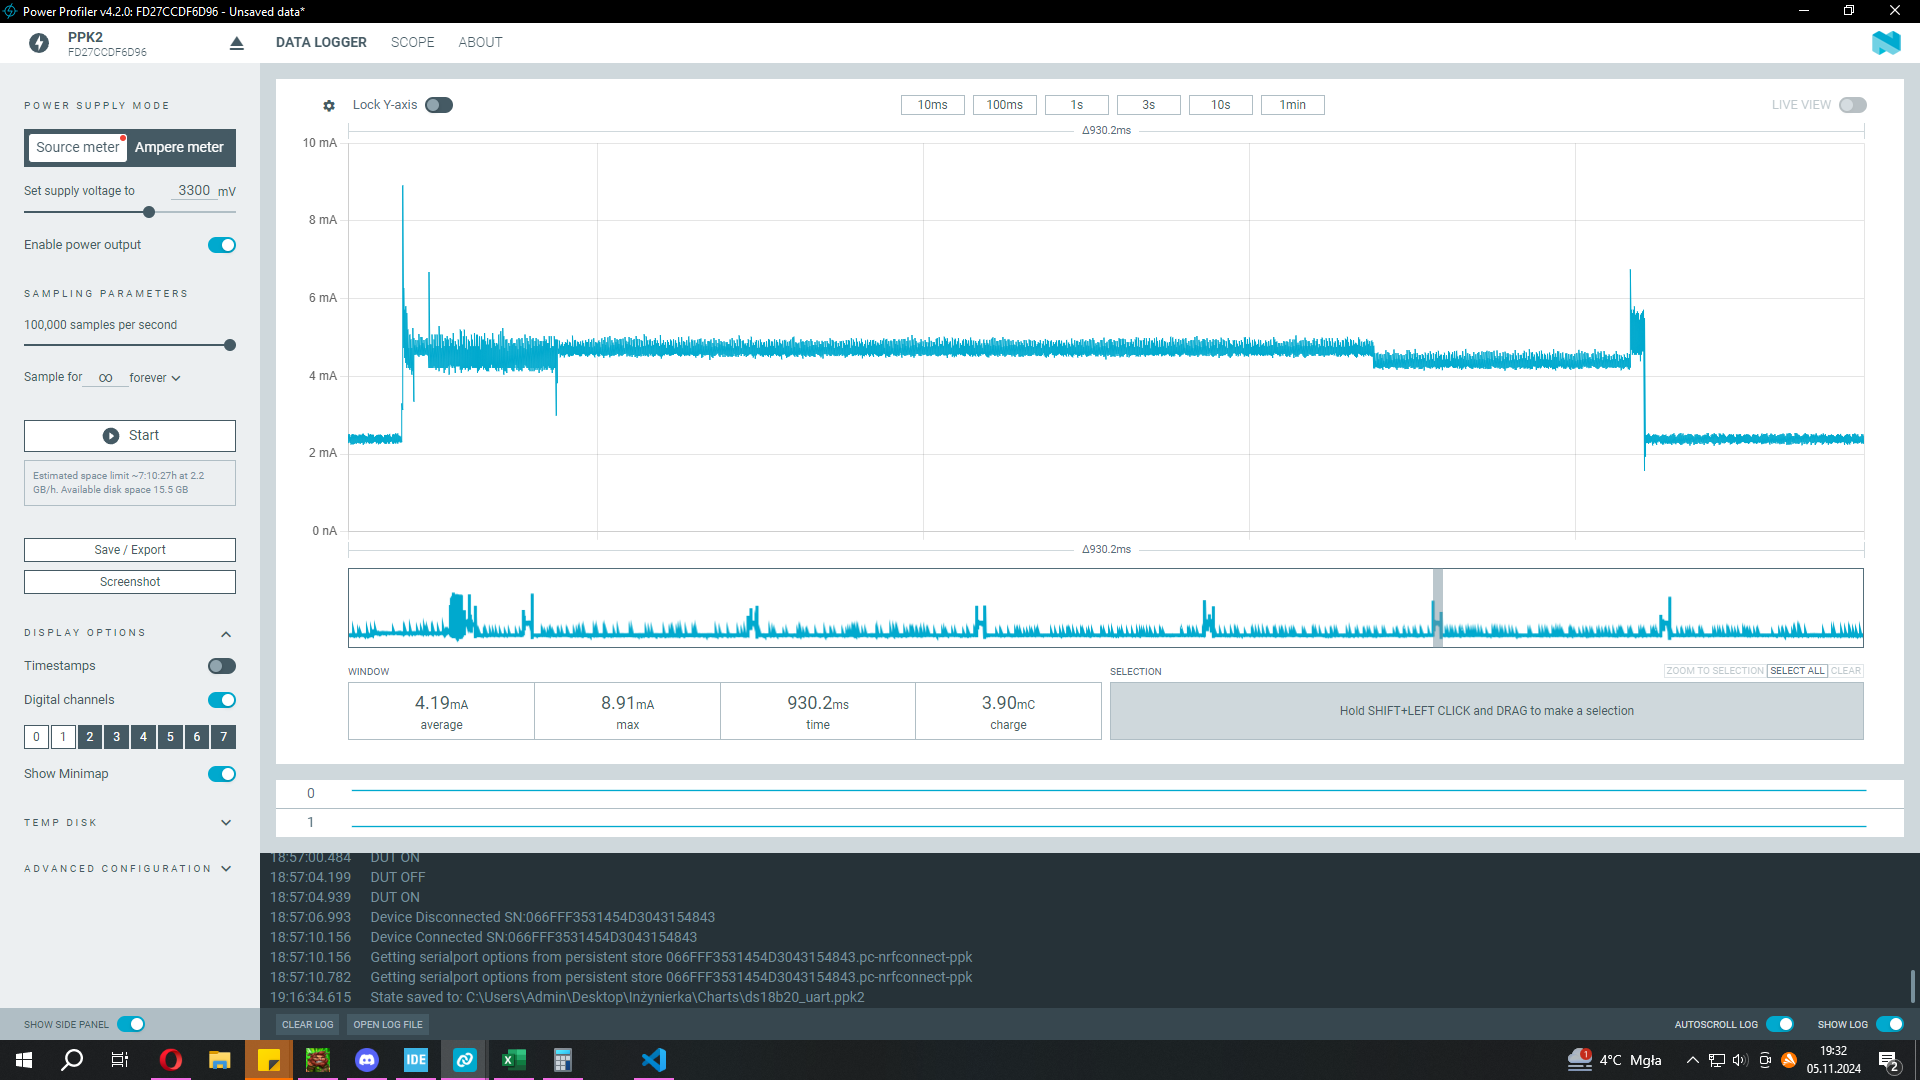 Power Profiler v4.2.0: FD27CCDF6D96 - Unsaved data*
PPK2
FD27CCDF6D96
DATA LOGGER SCOPE ABOUT
POWER SUPPLY MODE
Source meter Ampere meter
Set supply voltage to 3300 mV
Enable power output
SAMPLING PARAMETERS
100,000 samples per second
Sample for ∞ forever
Start
Estimated space limit ~7:10:27h at 2.2
GB/h. Available disk space 15.5 GB
Save / Export
Screenshot
DISPLAY OPTIONS
Timestamps
Digital channels
0 1 2 3 4 5 6 7
Show Minimap
TEMP DISK
ADVANCED CONFIGURATION
SHOW SIDE PANEL
Lock Y-axis 10ms 100ms 1s 3s 10s 1min LIVE VIEW
Δ930.2ms
10 mA
8 mA
6 mA
4 mA
2 mA
0 nA
Δ930.2ms
WINDOW
4.19mA 8.91mA 930.2ms 3.90mC
average max time charge
SELECTION ZOOM TO SELECTION SELECT ALL CLEAR
Hold SHIFT+LEFT CLICK and DRAG to make a selection
0
1
18:57:00.484 DUT ON
18:57:04.199 DUT OFF
18:57:04.939 DUT ON
18:57:06.993 Device Disconnected SN:066FFF3531454D3043154843
18:57:10.156 Device Connected SN:066FFF3531454D3043154843
18:57:10.156 Getting serialport options from persistent store 066FFF3531454D3043154843.pc-nrfconnect-ppk
18:57:10.782 Getting serialport options from persistent store 066FFF3531454D3043154843.pc-nrfconnect-ppk
19:16:34.615 State saved to: C:\Users\Admin\Desktop\Inżynierka\Charts\ds18b20_uart.ppk2
CLEAR LOG OPEN LOG FILE AUTOSCROLL LOG SHOW LOG
IDE
1
4°C Mgła
19:32
05.11.2024
2